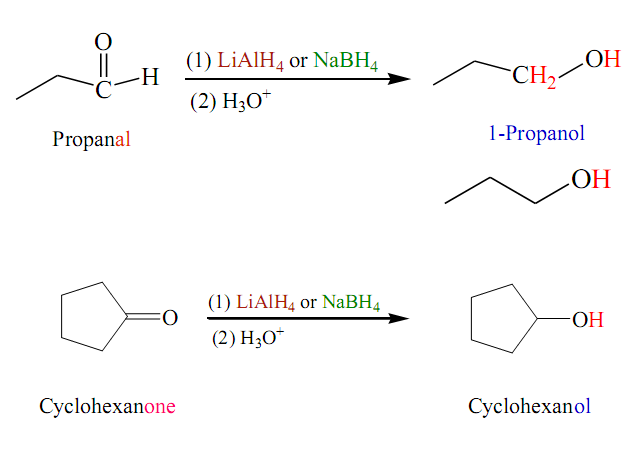 O
C
H
(1) LiAlH₄ or NaBH₄
(2) H₃O⁺
CH₂
OH
Propanal
1-Propanol
OH
O
(1) LiAlH₄ or NaBH₄
(2) H₃O⁺
OH
Cyclohexanone
Cyclohexanol